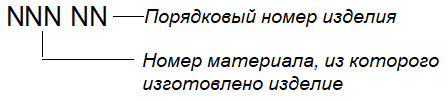 NNN NN Порядковый номер изделия
Номер материала, из которого
изготовлено изделие